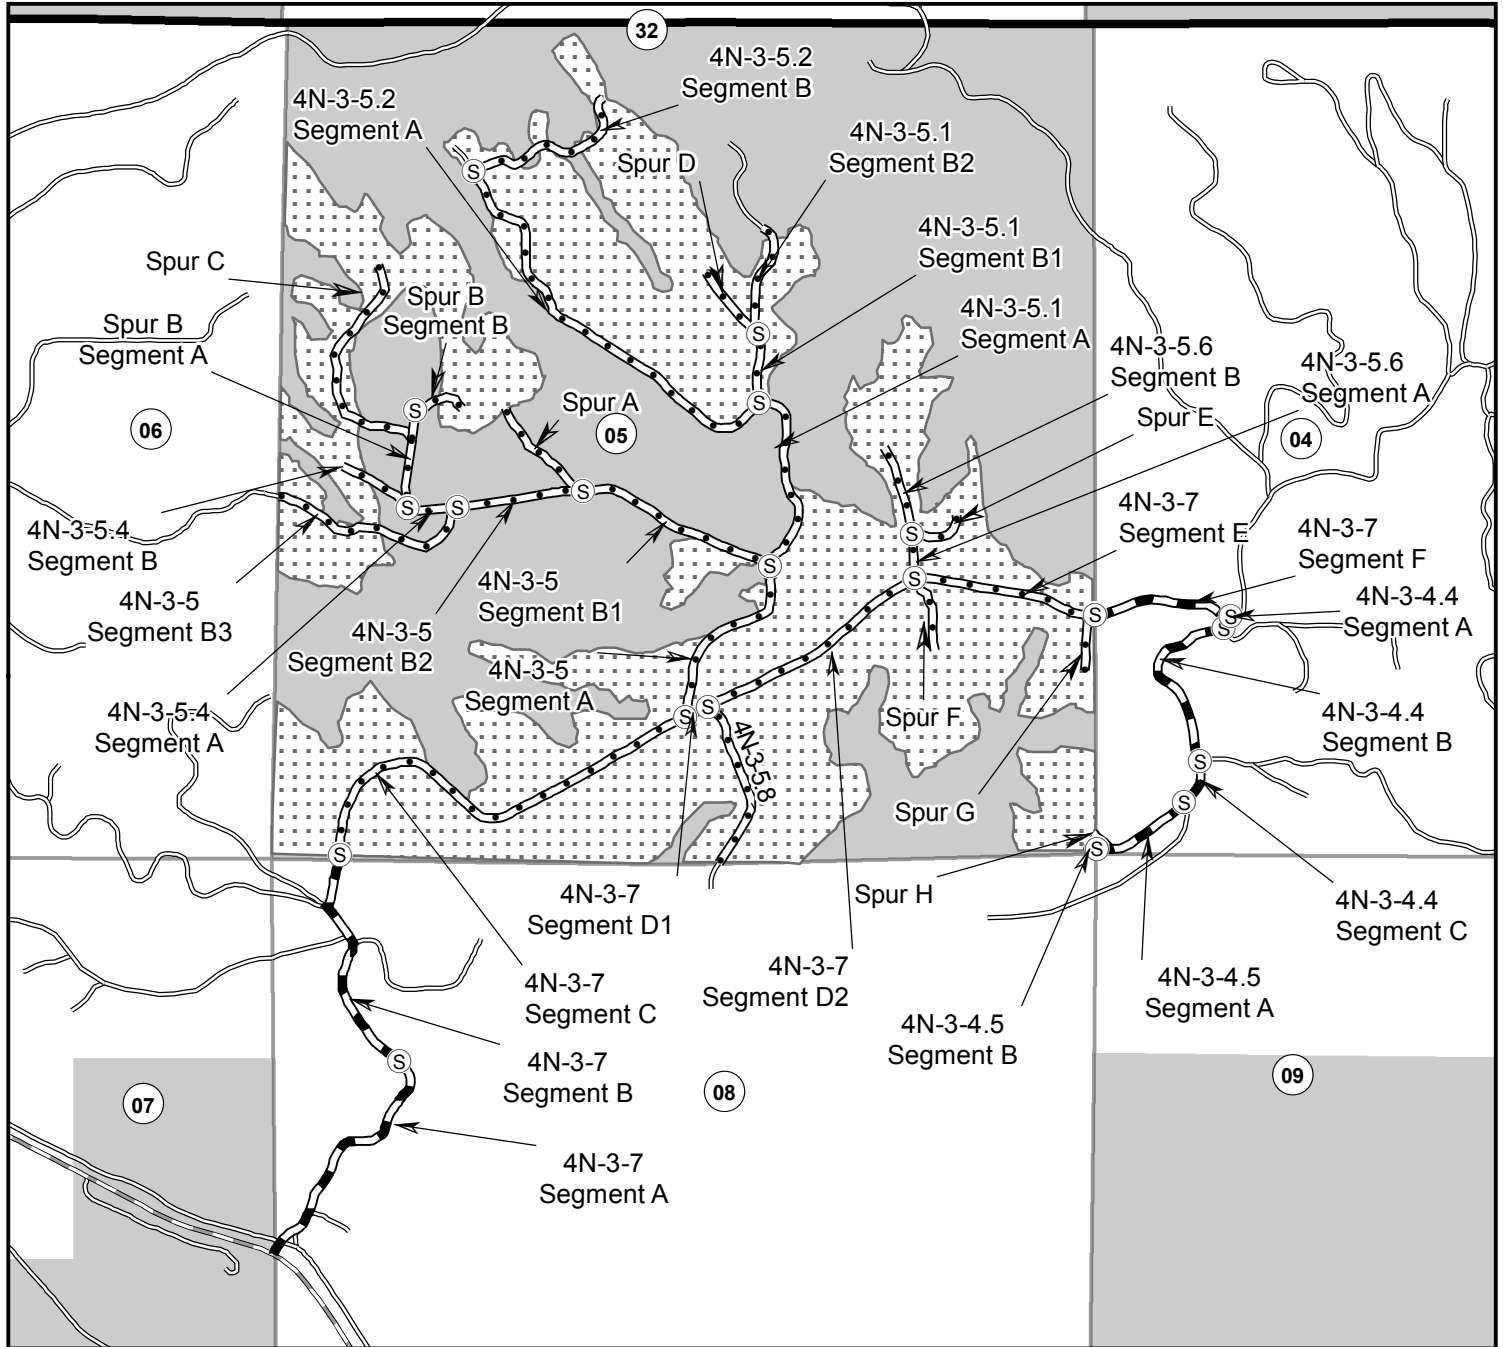 32
4N-3-5.2
Segment B
4N-3-5.2
Segment A
4N-3-5.1
Segment B2
Spur D
S
4N-3-5.1
Segment B1
Spur C
Spur B
Segment B
4N-3-5.1
Segment A
Spur B
Segment A
S
4N-3-5.6
Segment B
4N-3-5.6
Segment A
Spur A
S
S
Spur E
06
05
04
S
S
S
4N-3-7
Segment E
4N-3-5.4
Segment B
S
4N-3-7
Segment F
S
S
4N-3-5
Segment B1
4N-3-5
Segment B3
4N-3-4.4
Segment A
S
S
S
4N-3-5
Segment B2
4N-3-5
Segment A
4N-3-5.4
Segment A
S
S
Spur F
4N-3-4.4
Segment B
4N-3-5.8
S
S
Spur G
S
S
4N-3-7
Segment D1
Spur H
4N-3-4.4
Segment C
4N-3-7
Segment D2
4N-3-7
Segment C
4N-3-4.5
Segment A
4N-3-4.5
Segment B
S
4N-3-7
Segment B
07
08
09
4N-3-7
Segment A